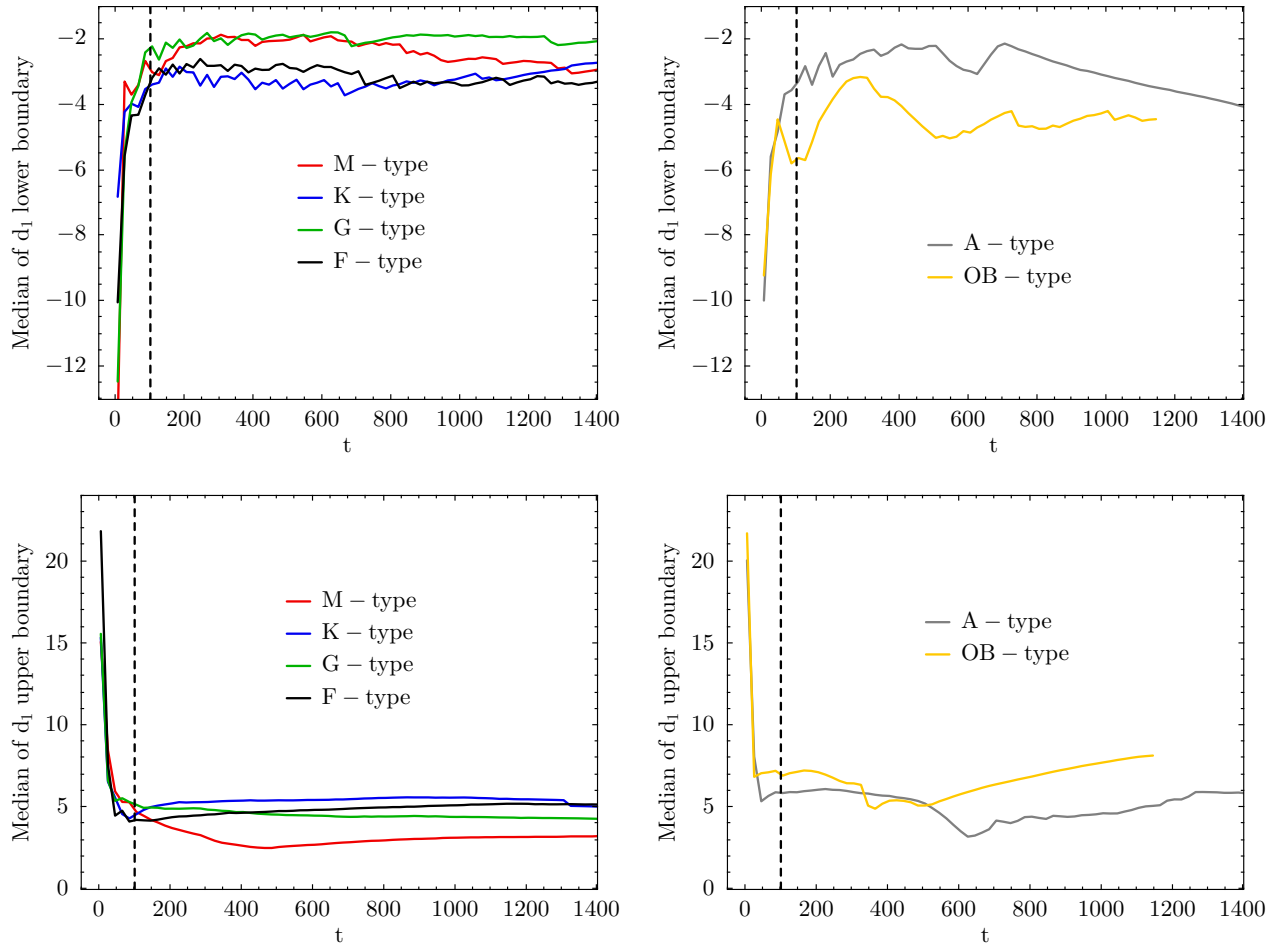 −2
−4
−6
−8
−10
−12
Median of d₁ lower boundary
M − type
K − type
G − type
F − type
0 200 400 600 800 1000 1200 1400
t
−2
−4
−6
−8
−10
−12
Median of d₁ lower boundary
A − type
OB − type
0 200 400 600 800 1000 1200 1400
t
20
15
10
5
0
Median of d₁ upper boundary
M − type
K − type
G − type
F − type
0 200 400 600 800 1000 1200 1400
t
20
15
10
5
0
Median of d₁ upper boundary
A − type
OB − type
0 200 400 600 800 1000 1200 1400
t